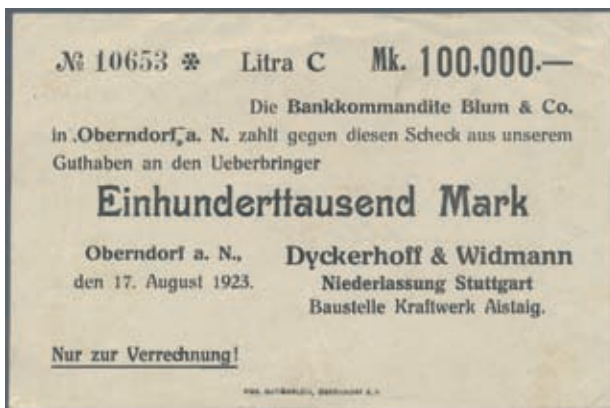 № 10653 * Litra C Mk. 100,000.—
Die Bankkommandite Blum & Co.
in Oberndorf a. N. zahlt gegen diesen Scheck aus unserem
Guthaben an den Ueberbringer
Einhunderttausend Mark
Oberndorf a. N.,
den 17. August 1923.
Dyckerhoff & Widmann
Niederlassung Stuttgart
Baustelle Kraftwerk Aistaig.
Nur zur Verrechnung!